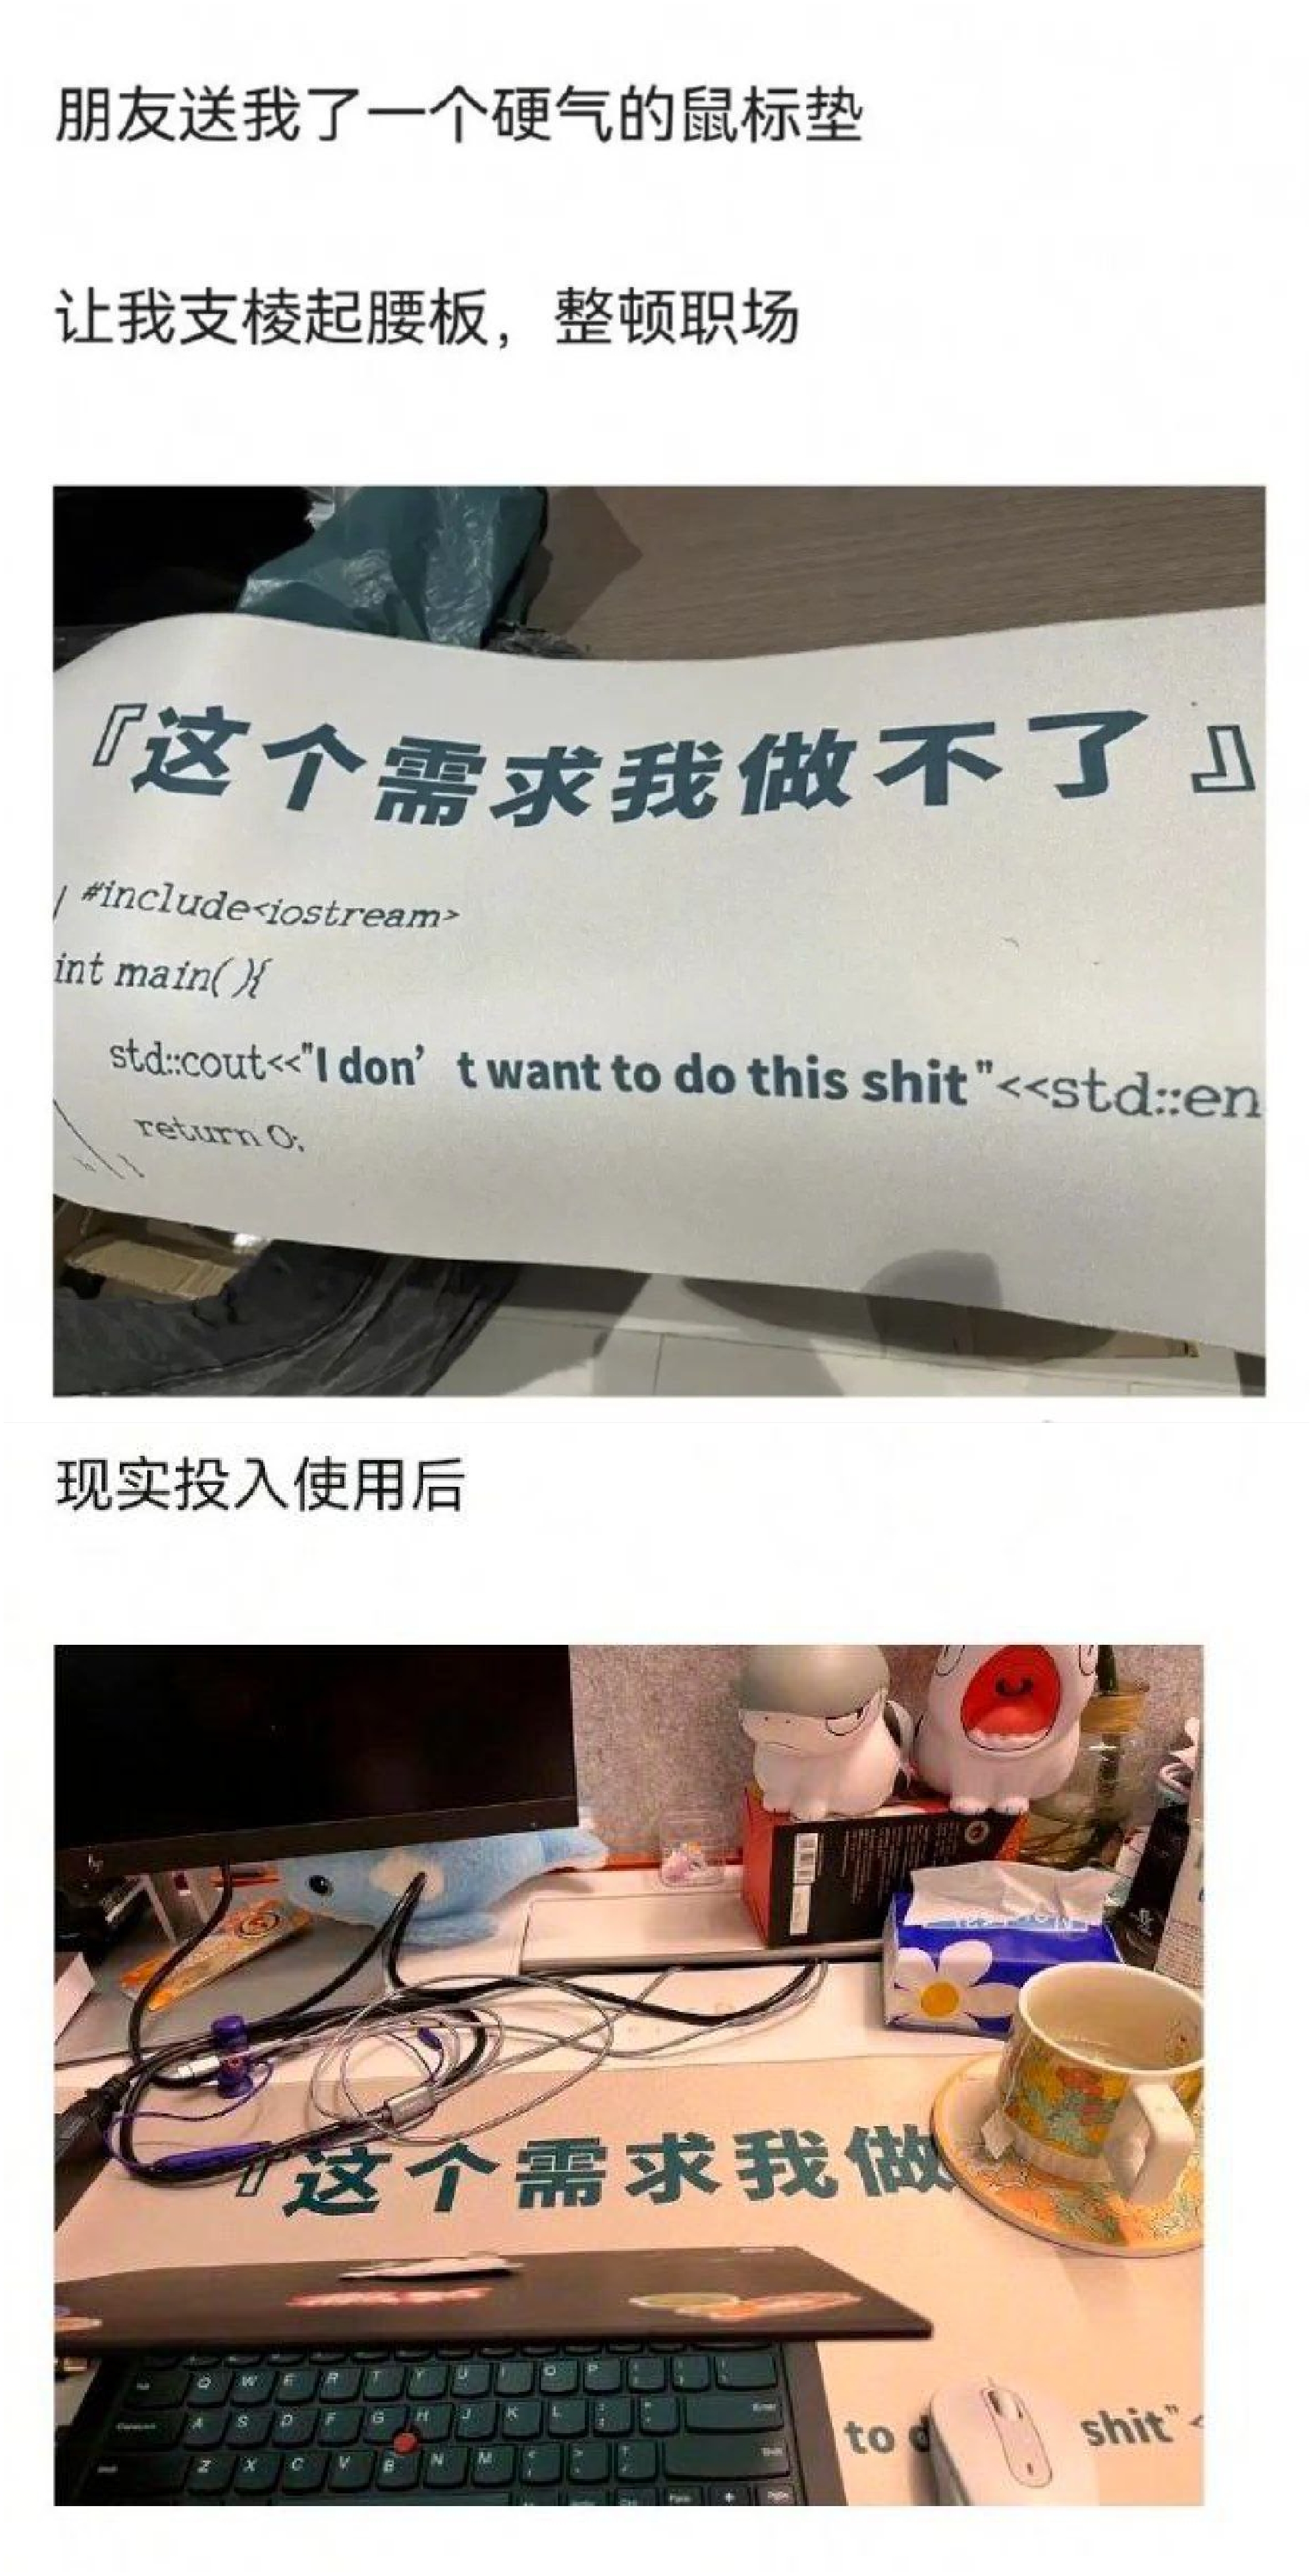 朋友送我了一个硬气的鼠标垫
让我支棱起腰板，整顿职场
『这个需求我做不了』
#include<iostream>
int main(){
std::cout<<"I don’t want to do this shit"<<std::en
return 0;
}
现实投入使用后
hp
『这个需求我做
Q W E R T Y U I O P
A S D F G H J K L
Enter
Z X C V B N M
Shift
to d
shit"<